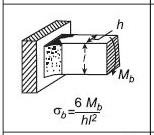 h
M_b
σ_b = 6 M_b / hl²